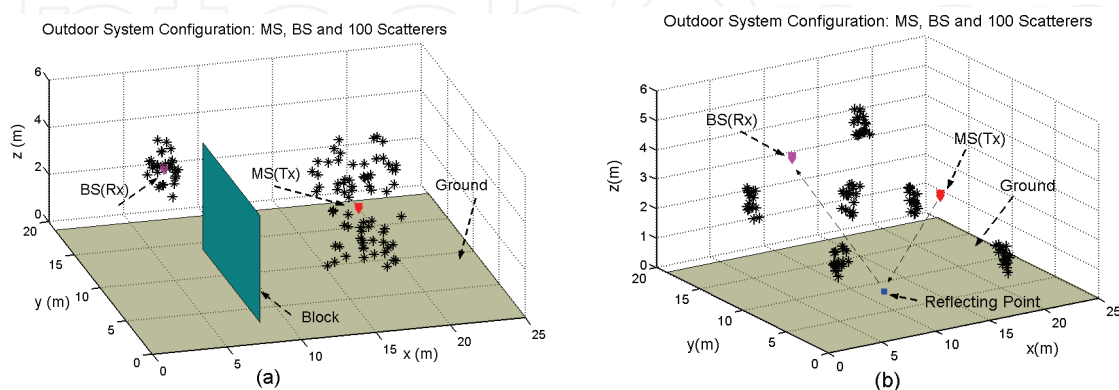 Outdoor System Configuration: MS, BS and 100 Scatterers
6
4
2
0
z (m)
BS(Rx)
MS(Tx)
Ground
Block
20
15
10
5
0
y (m)
0
5
10
15
20
25
x (m)
(a)
Outdoor System Configuration: MS, BS and 100 Scatterers
6
5
4
3
2
1
0
z(m)
BS(Rx)
MS(Tx)
Ground
Reflecting Point
20
15
10
5
0
y(m)
0
5
10
15
20
25
x(m)
(b)